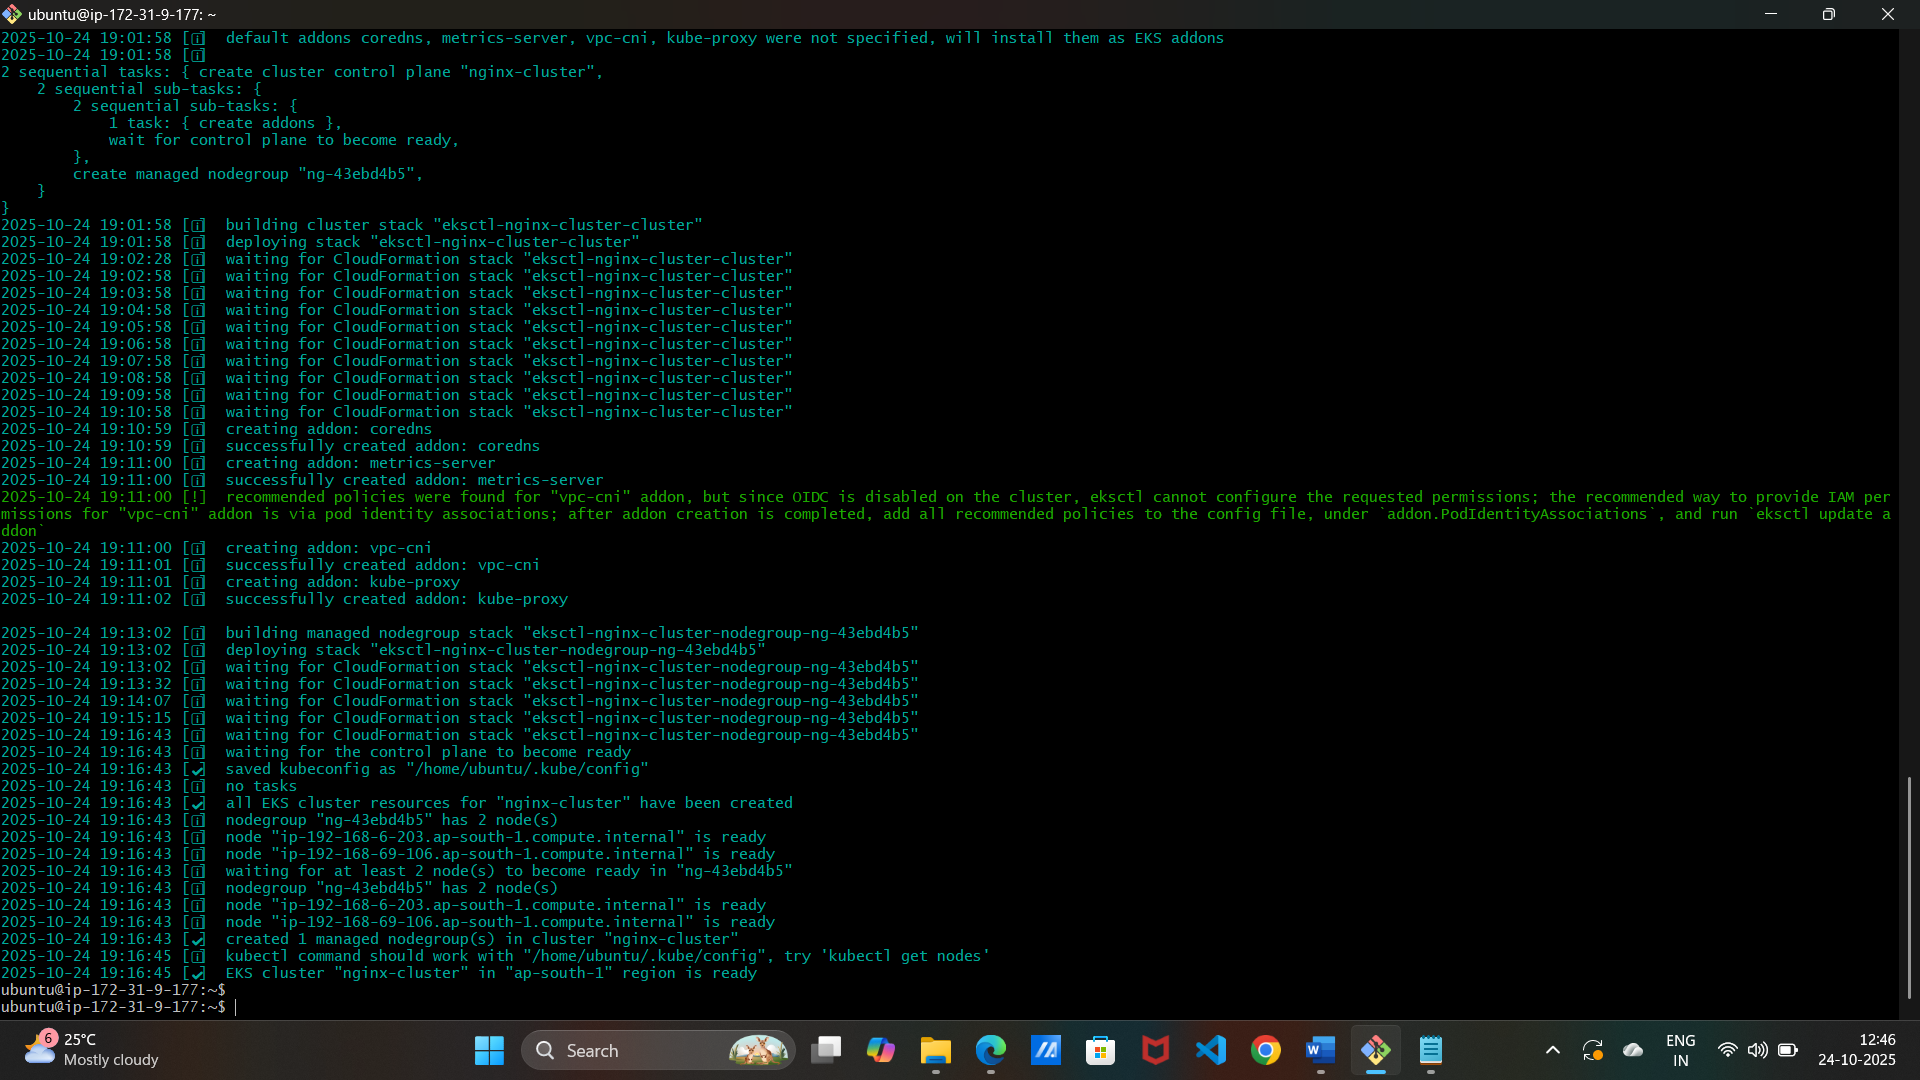 ubuntu@ip-172-31-9-177: ~
2025-10-24 19:01:58 [i]  default addons coredns, metrics-server, vpc-cni, kube-proxy were not specified, will install them as EKS addons
2025-10-24 19:01:58 [i]
2 sequential tasks: { create cluster control plane "nginx-cluster",
    2 sequential sub-tasks: {
        2 sequential sub-tasks: {
            1 task: { create addons },
            wait for control plane to become ready,
        },
        create managed nodegroup "ng-43ebd4b5",
    }
}
2025-10-24 19:01:58 [i]  building cluster stack "eksctl-nginx-cluster-cluster"
2025-10-24 19:01:58 [i]  deploying stack "eksctl-nginx-cluster-cluster"
2025-10-24 19:02:28 [i]  waiting for CloudFormation stack "eksctl-nginx-cluster-cluster"
2025-10-24 19:02:58 [i]  waiting for CloudFormation stack "eksctl-nginx-cluster-cluster"
2025-10-24 19:03:58 [i]  waiting for CloudFormation stack "eksctl-nginx-cluster-cluster"
2025-10-24 19:04:58 [i]  waiting for CloudFormation stack "eksctl-nginx-cluster-cluster"
2025-10-24 19:05:58 [i]  waiting for CloudFormation stack "eksctl-nginx-cluster-cluster"
2025-10-24 19:06:58 [i]  waiting for CloudFormation stack "eksctl-nginx-cluster-cluster"
2025-10-24 19:07:58 [i]  waiting for CloudFormation stack "eksctl-nginx-cluster-cluster"
2025-10-24 19:08:58 [i]  waiting for CloudFormation stack "eksctl-nginx-cluster-cluster"
2025-10-24 19:09:58 [i]  waiting for CloudFormation stack "eksctl-nginx-cluster-cluster"
2025-10-24 19:10:58 [i]  waiting for CloudFormation stack "eksctl-nginx-cluster-cluster"
2025-10-24 19:10:59 [i]  creating addon: coredns
2025-10-24 19:10:59 [i]  successfully created addon: coredns
2025-10-24 19:11:00 [i]  creating addon: metrics-server
2025-10-24 19:11:00 [i]  successfully created addon: metrics-server
2025-10-24 19:11:00 [!]  recommended policies were found for "vpc-cni" addon, but since OIDC is disabled on the cluster, eksctl cannot configure the requested permissions; the recommended way to provide IAM per
missions for "vpc-cni" addon is via pod identity associations; after addon creation is completed, add all recommended policies to the config file, under `addon.PodIdentityAssociations`, and run `eksctl update a
ddon`
2025-10-24 19:11:00 [i]  creating addon: vpc-cni
2025-10-24 19:11:01 [i]  successfully created addon: vpc-cni
2025-10-24 19:11:01 [i]  creating addon: kube-proxy
2025-10-24 19:11:02 [i]  successfully created addon: kube-proxy
2025-10-24 19:13:02 [i]  building managed nodegroup stack "eksctl-nginx-cluster-nodegroup-ng-43ebd4b5"
2025-10-24 19:13:02 [i]  deploying stack "eksctl-nginx-cluster-nodegroup-ng-43ebd4b5"
2025-10-24 19:13:02 [i]  waiting for CloudFormation stack "eksctl-nginx-cluster-nodegroup-ng-43ebd4b5"
2025-10-24 19:13:32 [i]  waiting for CloudFormation stack "eksctl-nginx-cluster-nodegroup-ng-43ebd4b5"
2025-10-24 19:14:07 [i]  waiting for CloudFormation stack "eksctl-nginx-cluster-nodegroup-ng-43ebd4b5"
2025-10-24 19:15:15 [i]  waiting for CloudFormation stack "eksctl-nginx-cluster-nodegroup-ng-43ebd4b5"
2025-10-24 19:16:43 [i]  waiting for CloudFormation stack "eksctl-nginx-cluster-nodegroup-ng-43ebd4b5"
2025-10-24 19:16:43 [i]  waiting for the control plane to become ready
2025-10-24 19:16:43 [✔]  saved kubeconfig as "/home/ubuntu/.kube/config"
2025-10-24 19:16:43 [i]  no tasks
2025-10-24 19:16:43 [✔]  all EKS cluster resources for "nginx-cluster" have been created
2025-10-24 19:16:43 [i]  nodegroup "ng-43ebd4b5" has 2 node(s)
2025-10-24 19:16:43 [i]  node "ip-192-168-6-203.ap-south-1.compute.internal" is ready
2025-10-24 19:16:43 [i]  node "ip-192-168-69-106.ap-south-1.compute.internal" is ready
2025-10-24 19:16:43 [i]  waiting for at least 2 node(s) to become ready in "ng-43ebd4b5"
2025-10-24 19:16:43 [i]  nodegroup "ng-43ebd4b5" has 2 node(s)
2025-10-24 19:16:43 [i]  node "ip-192-168-6-203.ap-south-1.compute.internal" is ready
2025-10-24 19:16:43 [i]  node "ip-192-168-69-106.ap-south-1.compute.internal" is ready
2025-10-24 19:16:43 [✔]  created 1 managed nodegroup(s) in cluster "nginx-cluster"
2025-10-24 19:16:45 [i]  kubectl command should work with "/home/ubuntu/.kube/config", try 'kubectl get nodes'
2025-10-24 19:16:45 [✔]  EKS cluster "nginx-cluster" in "ap-south-1" region is ready
ubuntu@ip-172-31-9-177:~$
ubuntu@ip-172-31-9-177:~$
6
25°C
Mostly cloudy
Search
W
ENG
IN
12:46
24-10-2025